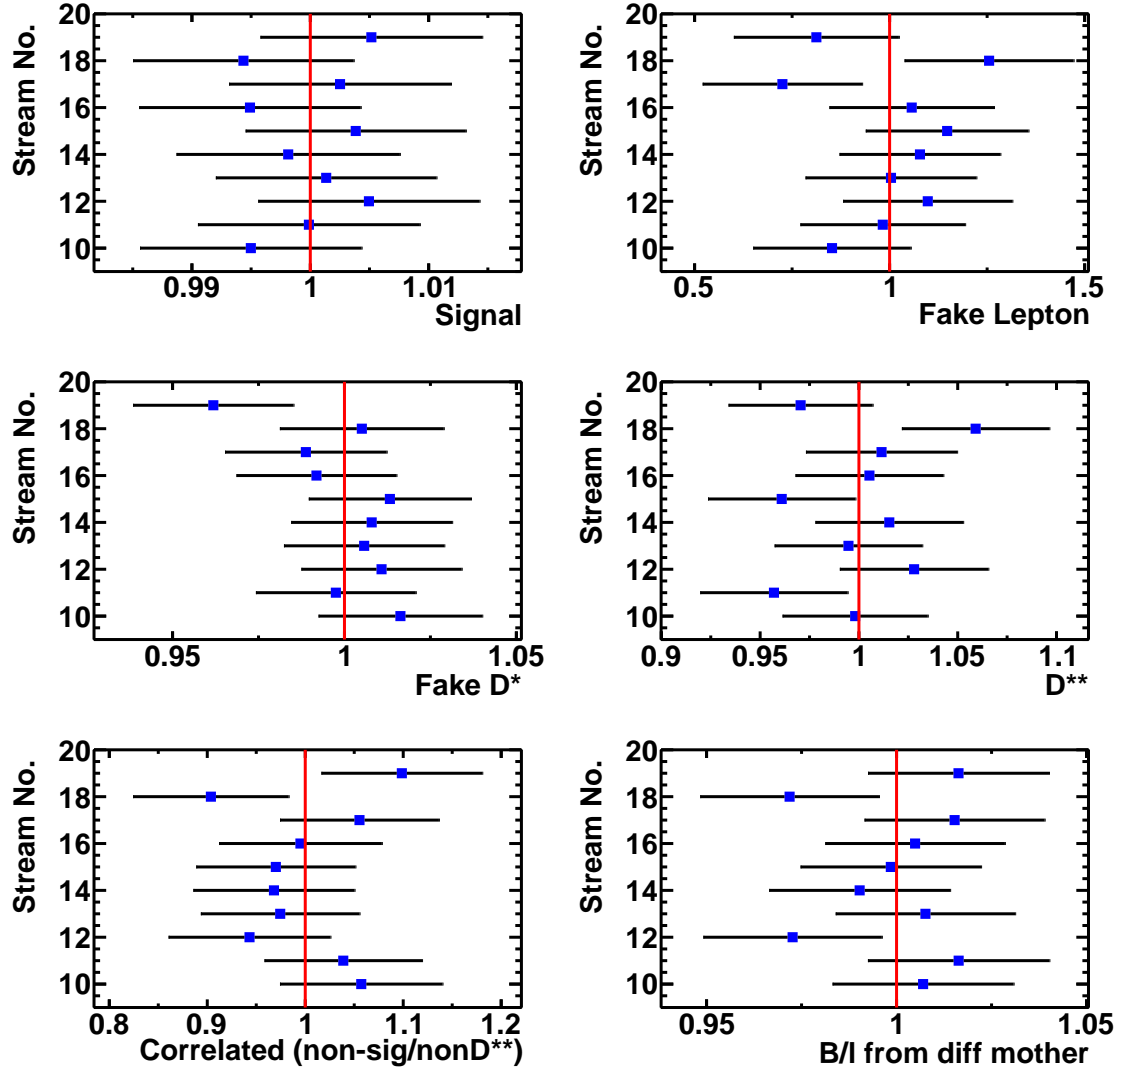 Stream No.
20
18
16
14
12
10
0.99 1 1.01
Signal
Stream No.
20
18
16
14
12
10
0.5 1 1.5
Fake Lepton
Stream No.
20
18
16
14
12
10
0.95 1 1.05
Fake D*
Stream No.
20
18
16
14
12
10
0.9 0.95 1 1.05 1.1
D**
Stream No.
20
18
16
14
12
10
0.8 0.9 1 1.1 1.2
Correlated (non-sig/nonD**)
Stream No.
20
18
16
14
12
10
0.95 1 1.05
B/l from diff mother